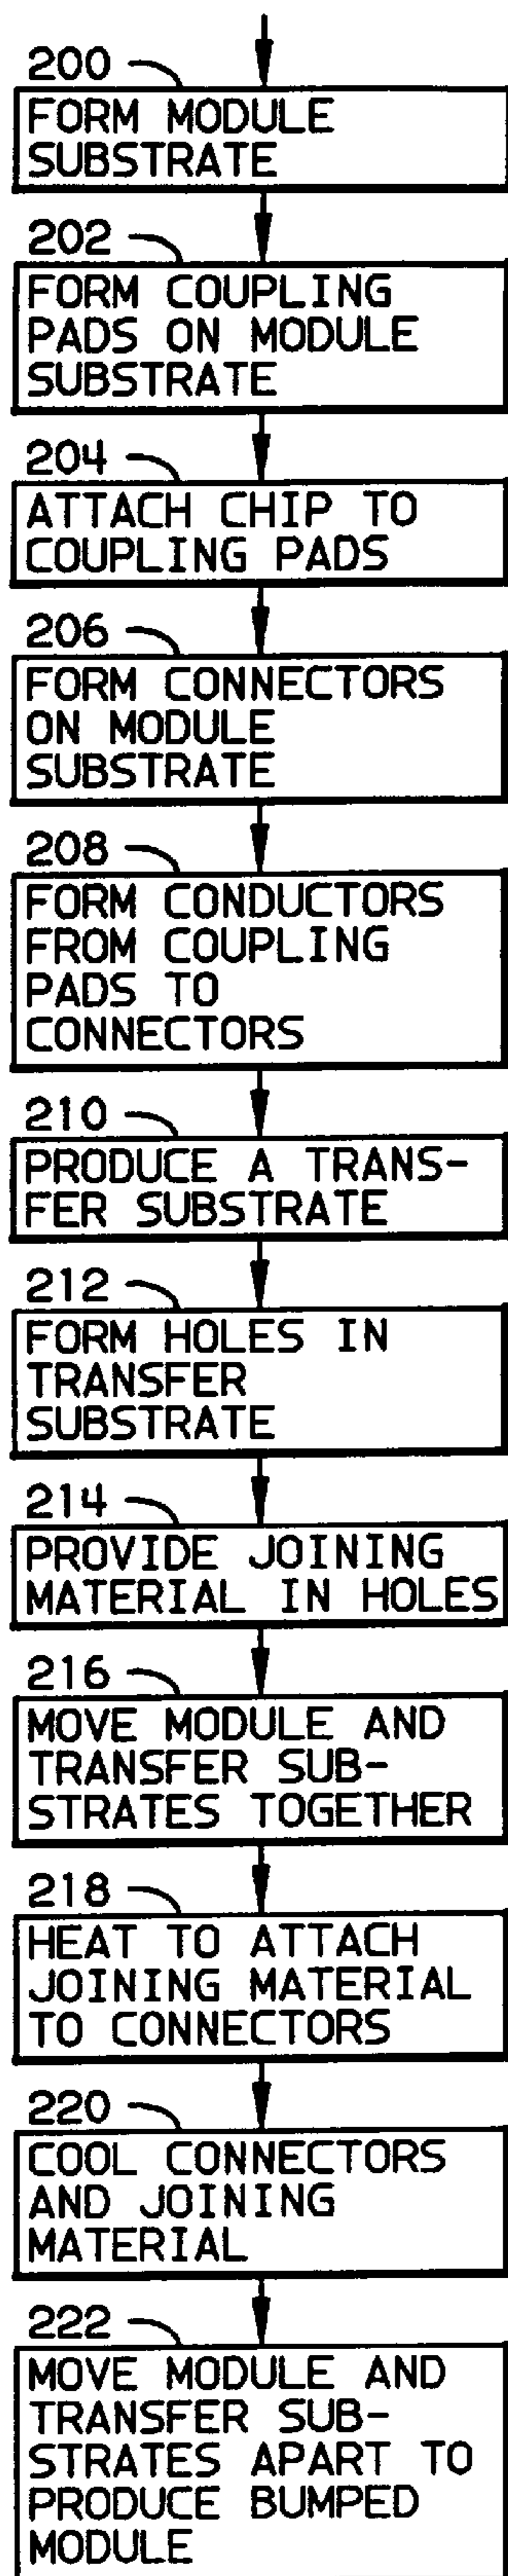 200
FORM MODULE
SUBSTRATE
202
FORM COUPLING
PADS ON MODULE
SUBSTRATE
204
ATTACH CHIP TO
COUPLING PADS
206
FORM CONNECTORS
ON MODULE
SUBSTRATE
208
FORM CONDUCTORS
FROM COUPLING
PADS TO
CONNECTORS
210
PRODUCE A TRANS-
FER SUBSTRATE
212
FORM HOLES IN
TRANSFER
SUBSTRATE
214
PROVIDE JOINING
MATERIAL IN HOLES
216
MOVE MODULE AND
TRANSFER SUB-
STRATES TOGETHER
218
HEAT TO ATTACH
JOINING MATERIAL
TO CONNECTORS
220
COOL CONNECTORS
AND JOINING
MATERIAL
222
MOVE MODULE AND
TRANSFER SUB-
STRATES APART TO
PRODUCE BUMPED
MODULE